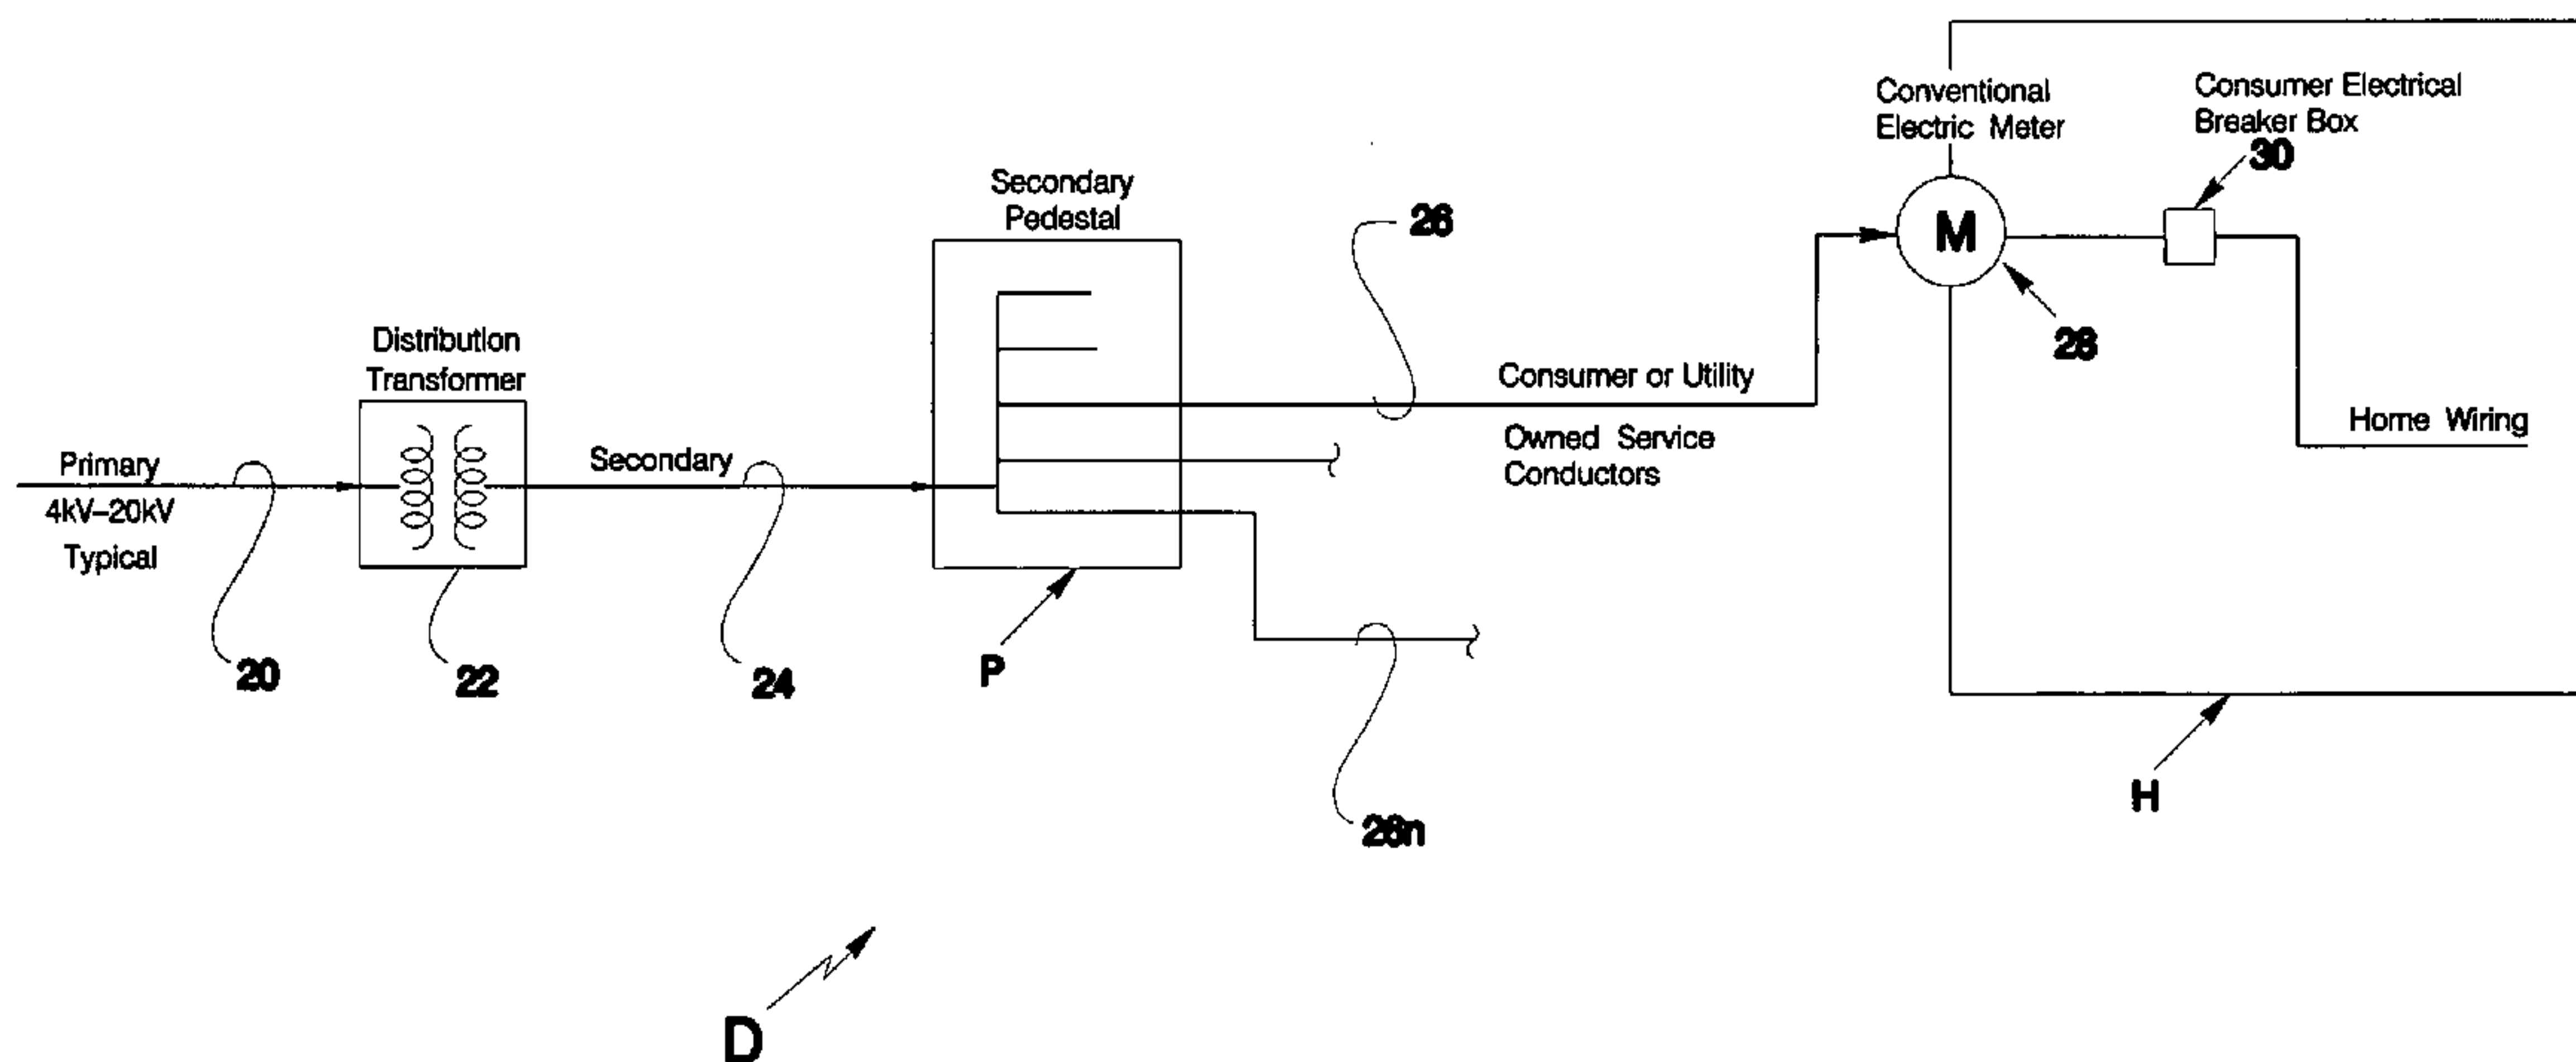 Conventional
Electric Meter
Consumer Electrical
Breaker Box
30
Secondary
Pedestal
26
M
28
Distribution
Transformer
Consumer or Utility
Owned Service
Conductors
Home Wiring
Primary
4kV–20kV
Typical
Secondary
20
22
24
P
H
26n
D